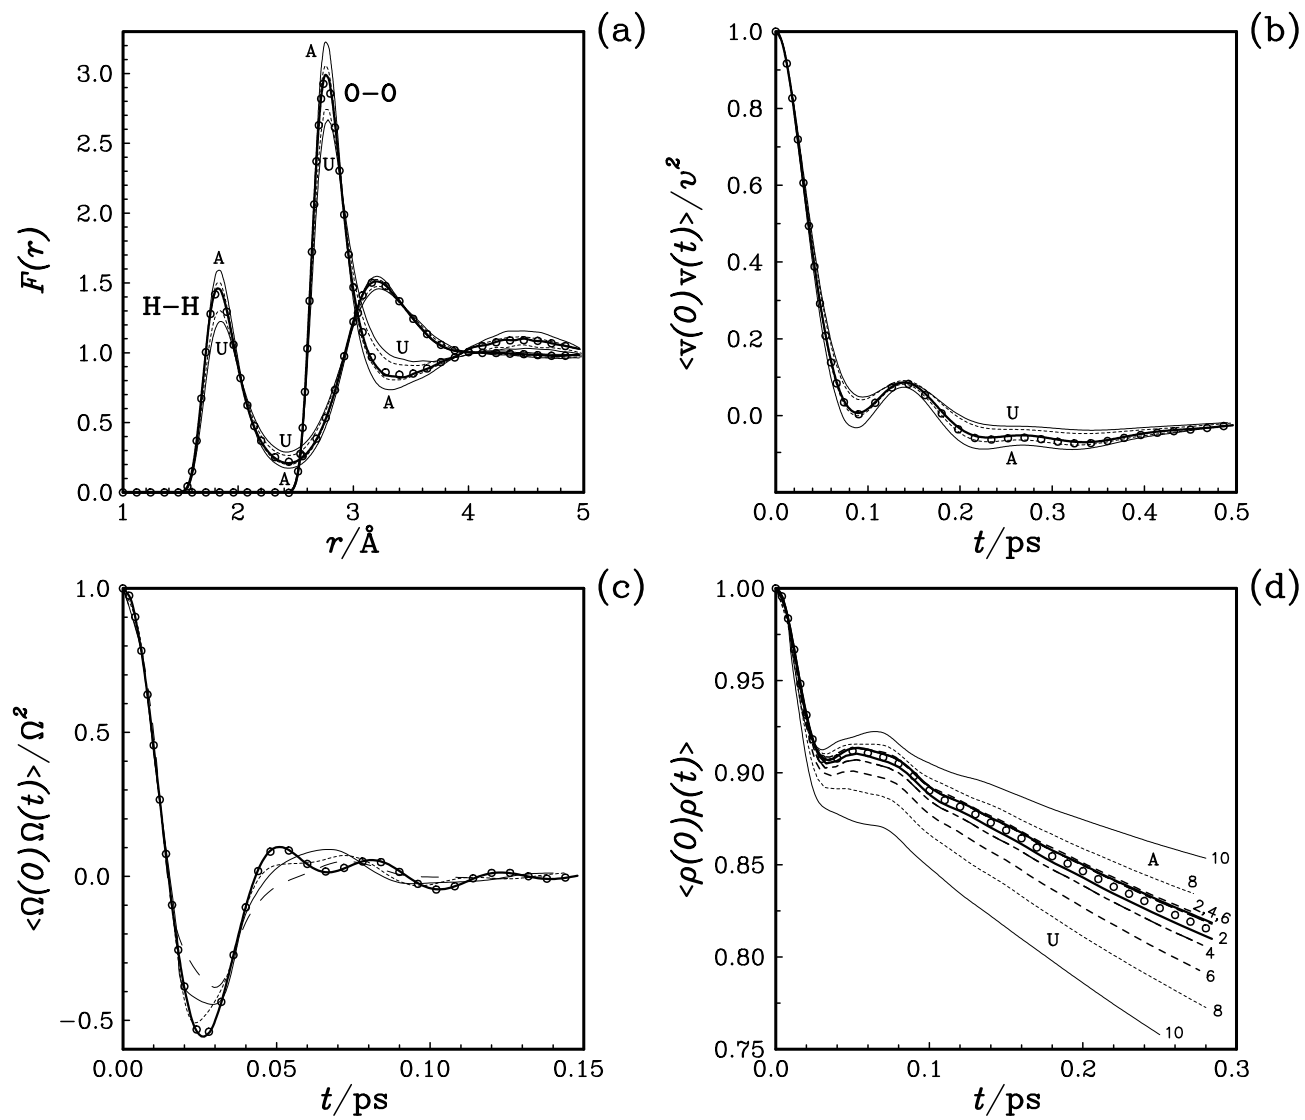 (a)
3.0
2.5
2.0
1.5
1.0
0.5
0.0
F(r)
A
O-O
U
A
H-H
U
U
U
A
A
1 2 3 4 5
r/Å
(b)
1.0
0.8
0.6
0.4
0.2
0.0
<v(0)v(t)>/v²
U
A
0.0 0.1 0.2 0.3 0.4 0.5
t/ps
(c)
1.0
0.5
0.0
-0.5
<Ω(0)Ω(t)>/Ω²
0.00 0.05 0.10 0.15
t/ps
(d)
1.00
0.95
0.90
0.85
0.80
0.75
<ρ(0)ρ(t)>
A
10
8
2,4,6
2
4
6
U
8
10
0.0 0.1 0.2 0.3
t/ps